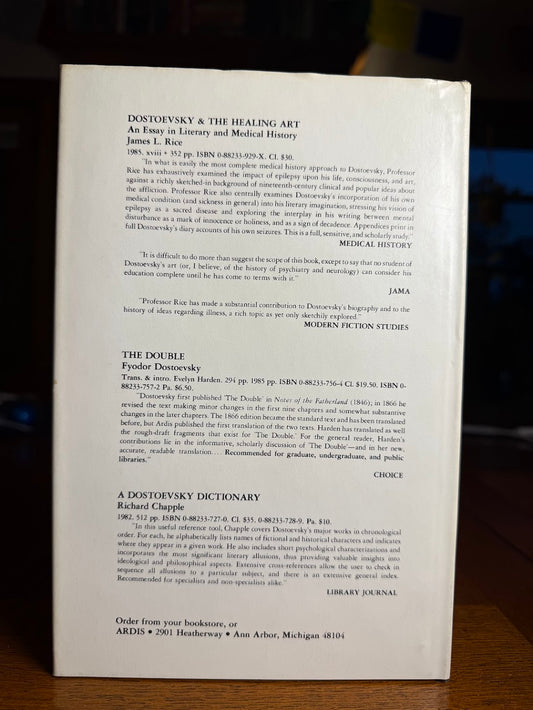 DOSTOEVSKY & THE HEALING ART
An Essay in Literary and Medical History
James L. Rice
1985. xviii • 352 pp. ISBN 0-88233-929-X. Cl. $30.
"In what is easily the most complete medical history approach to Dostoevsky, Professor
Rice has exhaustively examined the impact of epilepsy upon his life, consciousness, and art,
against a richly sketched-in background of nineteenth-century clinical and popular ideas about
the affliction. Professor Rice also centrally examines Dostoevsky's incorporation of his own
medical condition (and sickness in general) into his literary imagination, stressing his vision of
epilepsy as a sacred disease and exploring the interplay in his writing between mental
disturbance as a mark of innocence or holiness, and as a sign of decadence. Appendices print in
full Dostoevsky's diary accounts of his own seizures. This is a full, sensitive, and scholarly study."
MEDICAL HISTORY
"It is difficult to do more than suggest the scope of this book, except to say that no student of
Dostoevsky's art (or, I believe, of the history of psychiatry and neurology) can consider his
education complete until he has come to terms with it."
JAMA
"Professor Rice has made a substantial contribution to Dostoevsky's biography and to the
history of ideas regarding illness, a rich topic as yet only sketchily explored."
MODERN FICTION STUDIES
THE DOUBLE
Fyodor Dostoevsky
Trans. & intro. Evelyn Harden. 294 pp. 1985 pp. ISBN 0-88233-756-4 Cl. $19.50. ISBN 0-
88233-757-2 Pa. $6.50.
"Dostoevsky first published 'The Double' in Notes of the Fatherland (1846); in 1866 he
revised the text making minor changes in the first nine chapters and somewhat substantive
changes in the later chapters. The 1866 edition became the standard text and has been translated
before, but Ardis published the first translation of the two texts. Harden has translated as well
the rough-draft fragments that exist for 'The Double.' For the general reader, Harden's
contributions lie in the informative, scholarly discussion of 'The Double'—and in her new,
accurate, readable translation.... Recommended for graduate, undergraduate, and public
libraries."
CHOICE
A DOSTOEVSKY DICTIONARY
Richard Chapple
1982. 512 pp. ISBN 0-88233-727-0. Cl. $35. 0-88233-728-9. Pa. $10.
"In this useful reference tool, Chapple covers Dostoevsky's major works in chronological
order. For each, he alphabetically lists names of fictional and historical characters and indicates
where they appear in a given work. He also includes short psychological characterizations and
incorporates the most significant literary allusions, thus providing valuable insights into
ideological and philosophical aspects. Extensive cross-references allow the user to check in
sequence all allusions to a particular subject, and there is an extensive general index.
Recommended for specialists and non-specialists alike."
LIBRARY JOURNAL
Order from your bookstore, or
ARDIS • 2901 Heatherway • Ann Arbor, Michigan 48104